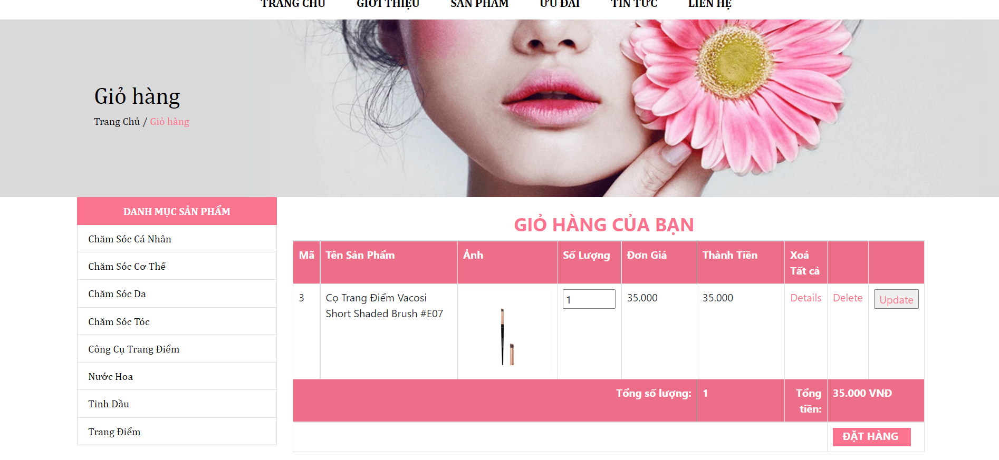 TRANG CHỦ GIỚI THIỆU SẢN PHẨM ƯU ĐÃI TIN TỨC LIÊN HỆ
Giỏ hàng
Trang Chủ / Giỏ hàng
DANH MỤC SẢN PHẨM
Chăm Sóc Cá Nhân
Chăm Sóc Cơ Thể
Chăm Sóc Da
Chăm Sóc Tóc
Công Cụ Trang Điểm
Nước Hoa
Tinh Dầu
Trang Điểm
GIỎ HÀNG CỦA BẠN
Mã Tên Sản Phẩm Ảnh Số Lượng Đơn Giá Thành Tiền Xoá
Tất cả
3 Cọ Trang Điểm Vacosi 1 35.000 35.000 Details Delete Update
Short Shaded Brush #E07
Tổng số lượng: 1 Tổng 35.000 VNĐ
tiền:
ĐẶT HÀNG